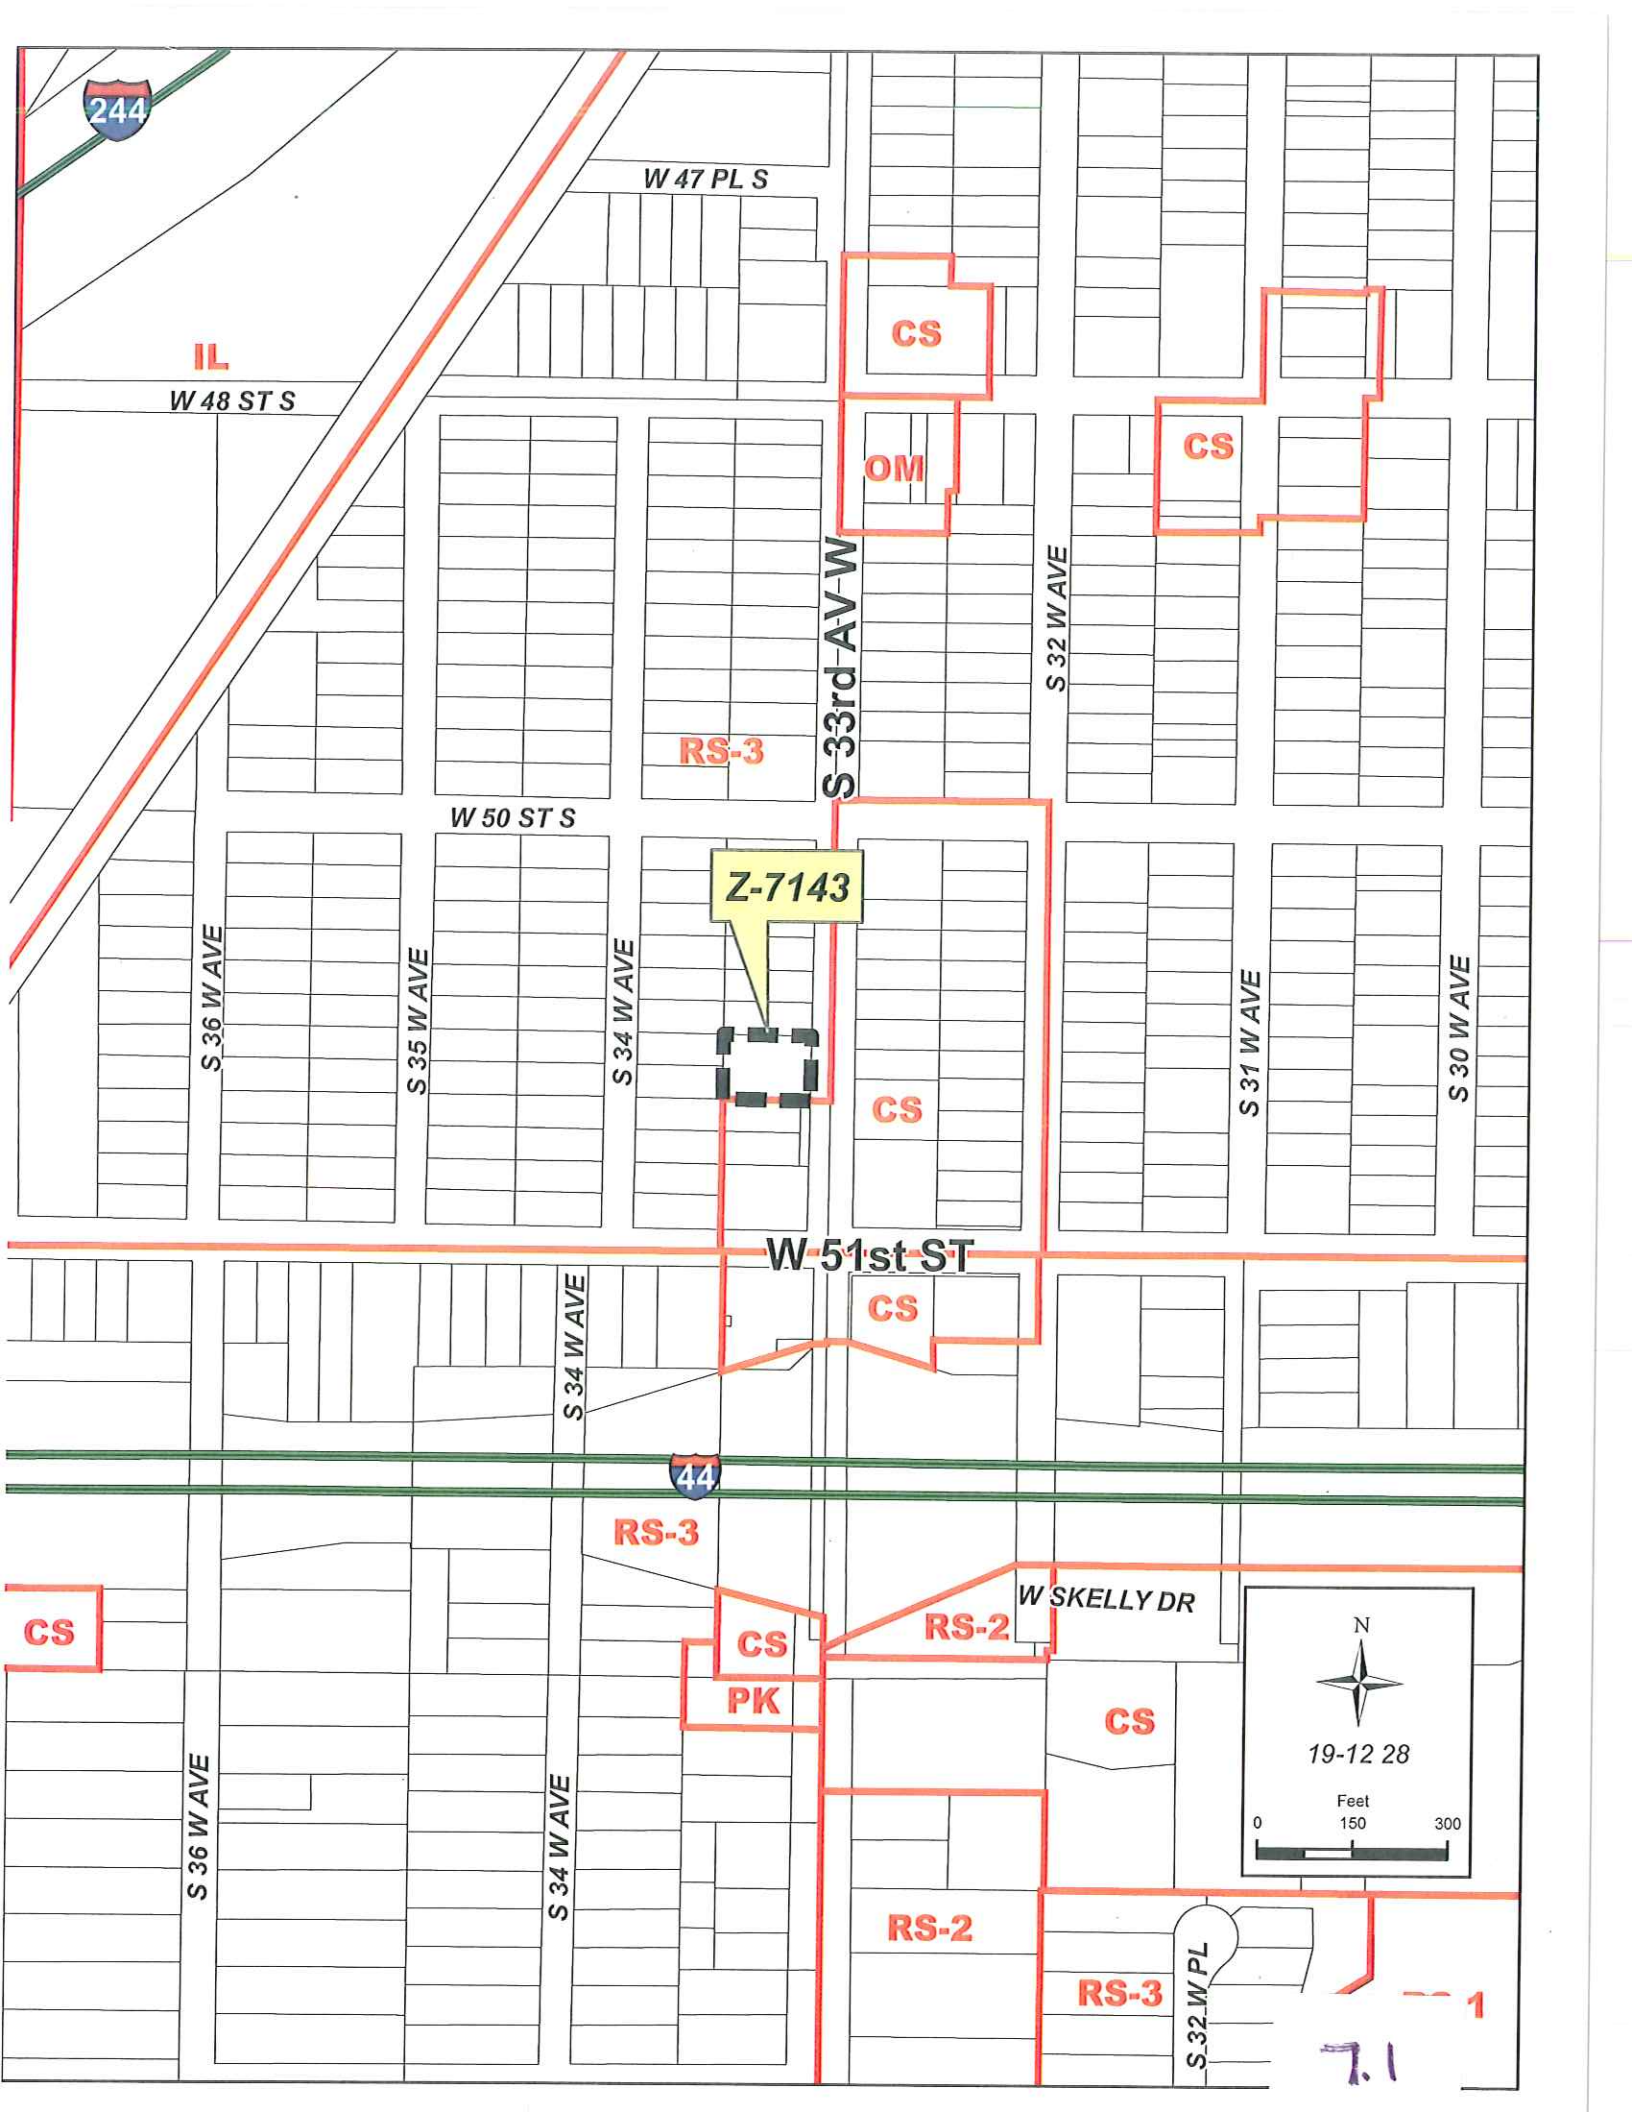 244
W 47 PL S
CS
IL
W 48 ST S
CS
OM
S 33rd AV W
S 32 W AVE
RS-3
W 50 ST S
Z-7143
S 36 W AVE
S 35 W AVE
S 34 W AVE
S 31 W AVE
S 30 W AVE
CS
W 51st ST
CS
S 34 W AVE
44
RS-3
W SKELLY DR
CS
CS
RS-2
N
PK
CS
19-12 28
Feet
0 150 300
S 36 W AVE
S 34 W AVE
RS-2
RS-3
S 32 W PL
1
7.1